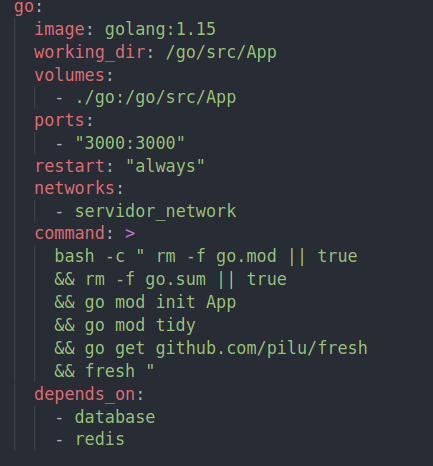 go:
  image: golang:1.15
  working_dir: /go/src/App
  volumes:
    - ./go:/go/src/App
  ports:
    - "3000:3000"
  restart: "always"
  networks:
    - servidor_network
  command: >
    bash -c " rm -f go.mod || true
    && rm -f go.sum || true
    && go mod init App
    && go mod tidy
    && go get github.com/pilu/fresh
    && fresh "
  depends_on:
    - database
    - redis